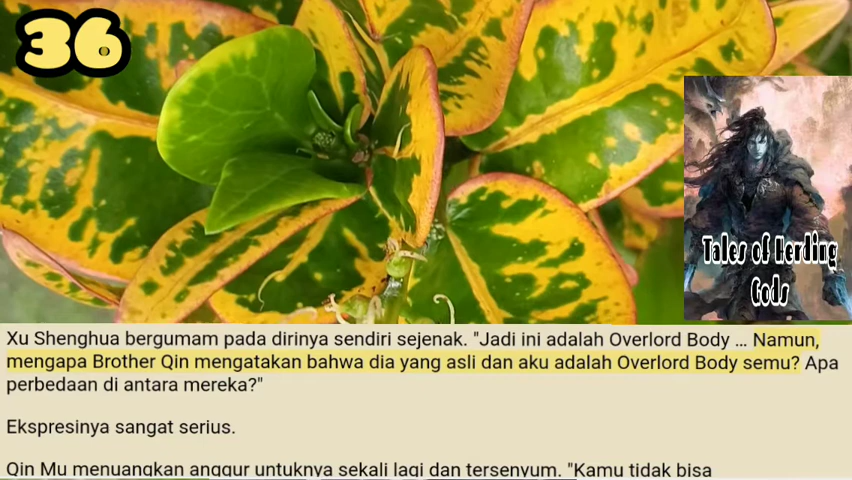 36
Tales of Herding
Gods
Xu Shenghua bergumam pada dirinya sendiri sejenak. "Jadi ini adalah Overlord Body ... Namun,
mengapa Brother Qin mengatakan bahwa dia yang asli dan aku adalah Overlord Body semu? Apa
perbedaan di antara mereka?"
Ekspresinya sangat serius.
Qin Mu menuangkan anggur untuknya sekali lagi dan tersenyum. "Kamu tidak bisa